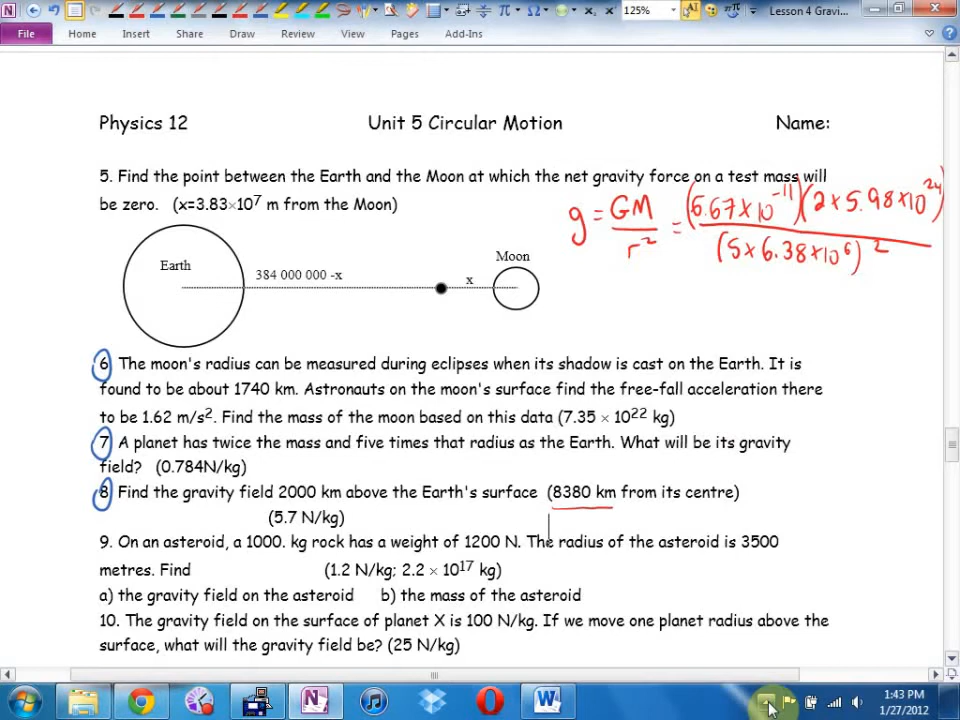 125%
Lesson 4 Gravi...
File Home Insert Share Draw Review View Pages Add-Ins
Physics 12 Unit 5 Circular Motion Name:
5. Find the point between the Earth and the Moon at which the net gravity force on a test mass will
be zero. (x=3.83×10⁷ m from the Moon)
g = GM / r² = (6.67 x 10⁻¹¹)(2 x 5.98 x 10²⁴) / (5 x 6.38 x 10⁶)²
Earth
384 000 000 -x
x
Moon
6. The moon's radius can be measured during eclipses when its shadow is cast on the Earth. It is
found to be about 1740 km. Astronauts on the moon's surface find the free-fall acceleration there
to be 1.62 m/s². Find the mass of the moon based on this data (7.35 × 10²² kg)
7. A planet has twice the mass and five times that radius as the Earth. What will be its gravity
field? (0.784N/kg)
8. Find the gravity field 2000 km above the Earth's surface (8380 km from its centre)
(5.7 N/kg)
9. On an asteroid, a 1000. kg rock has a weight of 1200 N. The radius of the asteroid is 3500
metres. Find (1.2 N/kg; 2.2 × 10¹⁷ kg)
a) the gravity field on the asteroid b) the mass of the asteroid
10. The gravity field on the surface of planet X is 100 N/kg. If we move one planet radius above the
surface, what will the gravity field be? (25 N/kg)
1:43 PM
1/27/2012